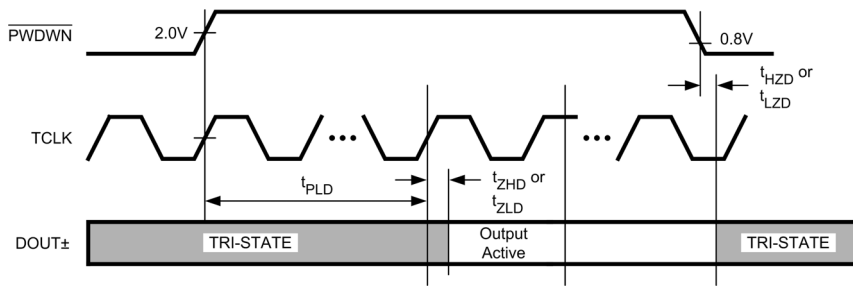 PWDWN
2.0V
0.8V
tHZD or
tLZD
TCLK
tPLD
tZHD or
tZLD
DOUT±
TRI-STATE
Output
Active
TRI-STATE